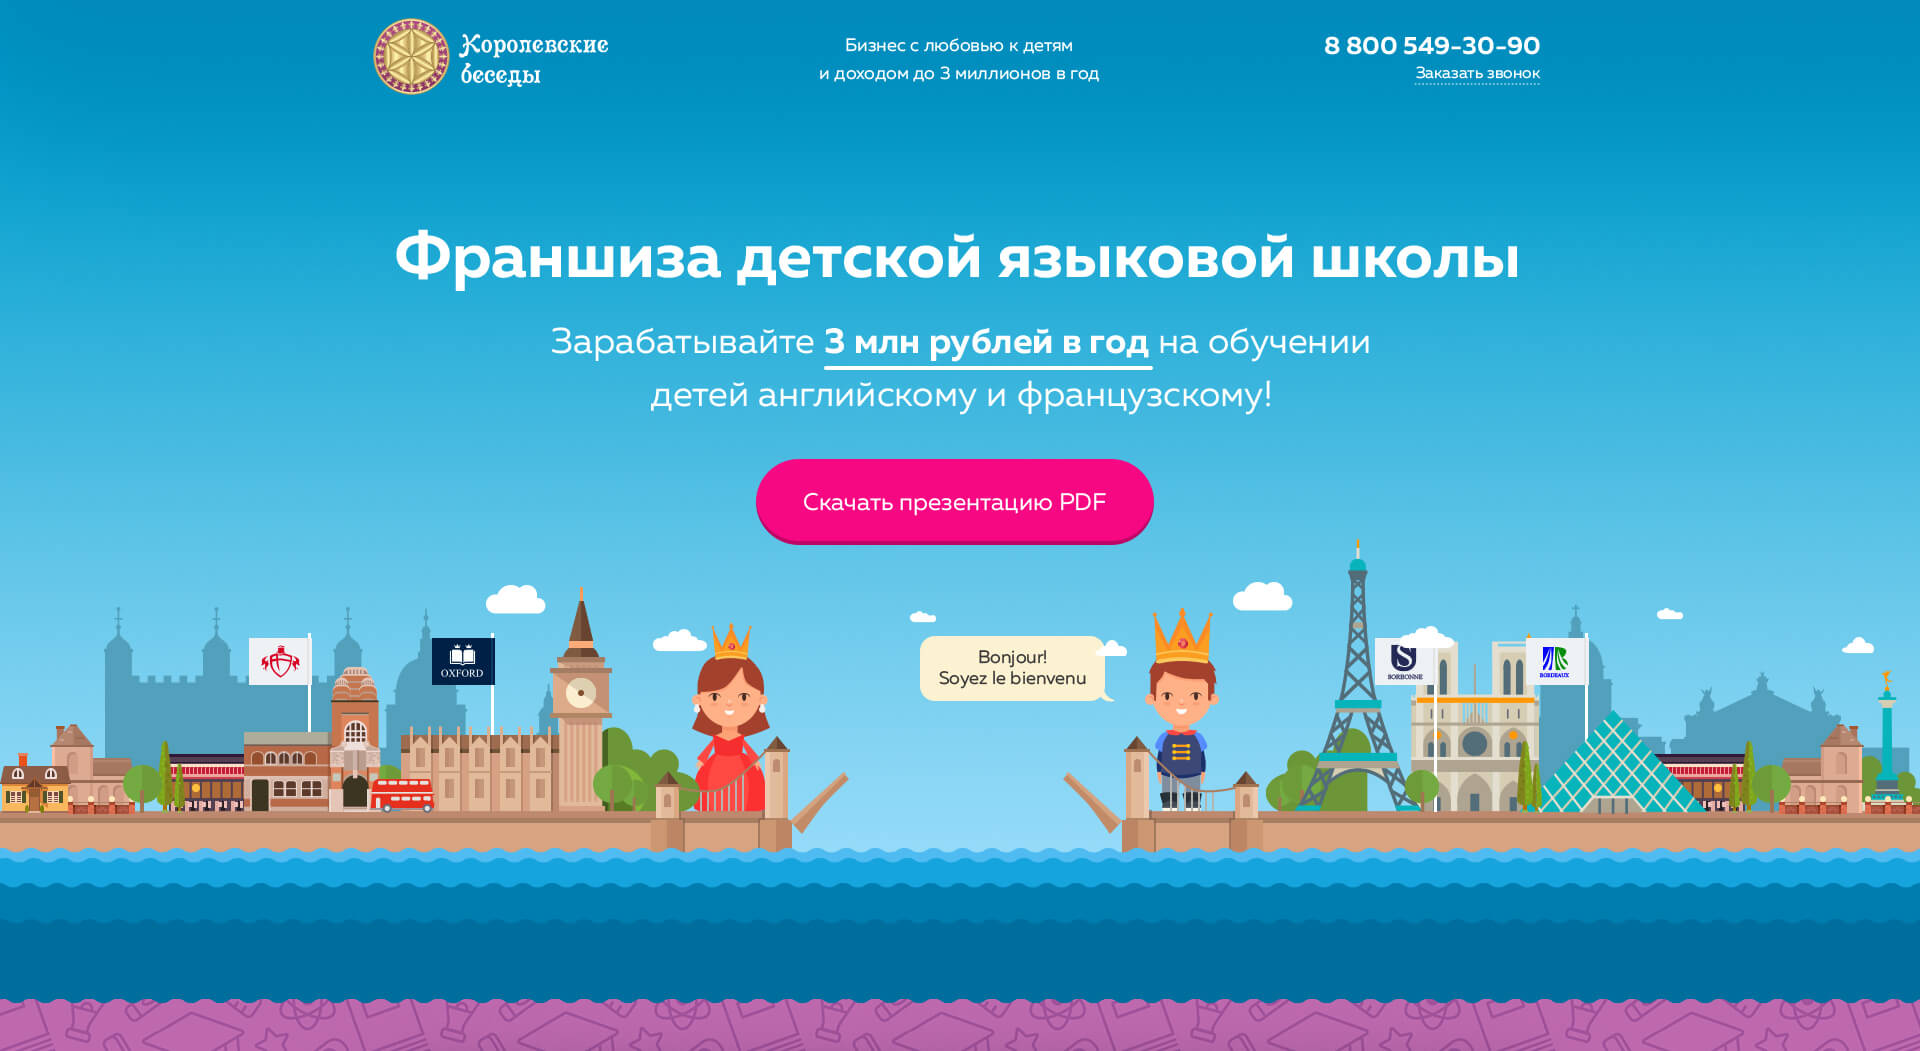 Королевские
беседы
Бизнес с любовью к детям
и доходом до 3 миллионов в год
8 800 549-30-90
Заказать звонок
Франшиза детской языковой школы
Зарабатывайте 3 млн рублей в год на обучении
детей английскому и французскому!
Скачать презентацию PDF
OXFORD
Bonjour!
Soyez le bienvenu
S
SORBONNE
BORDEAUX